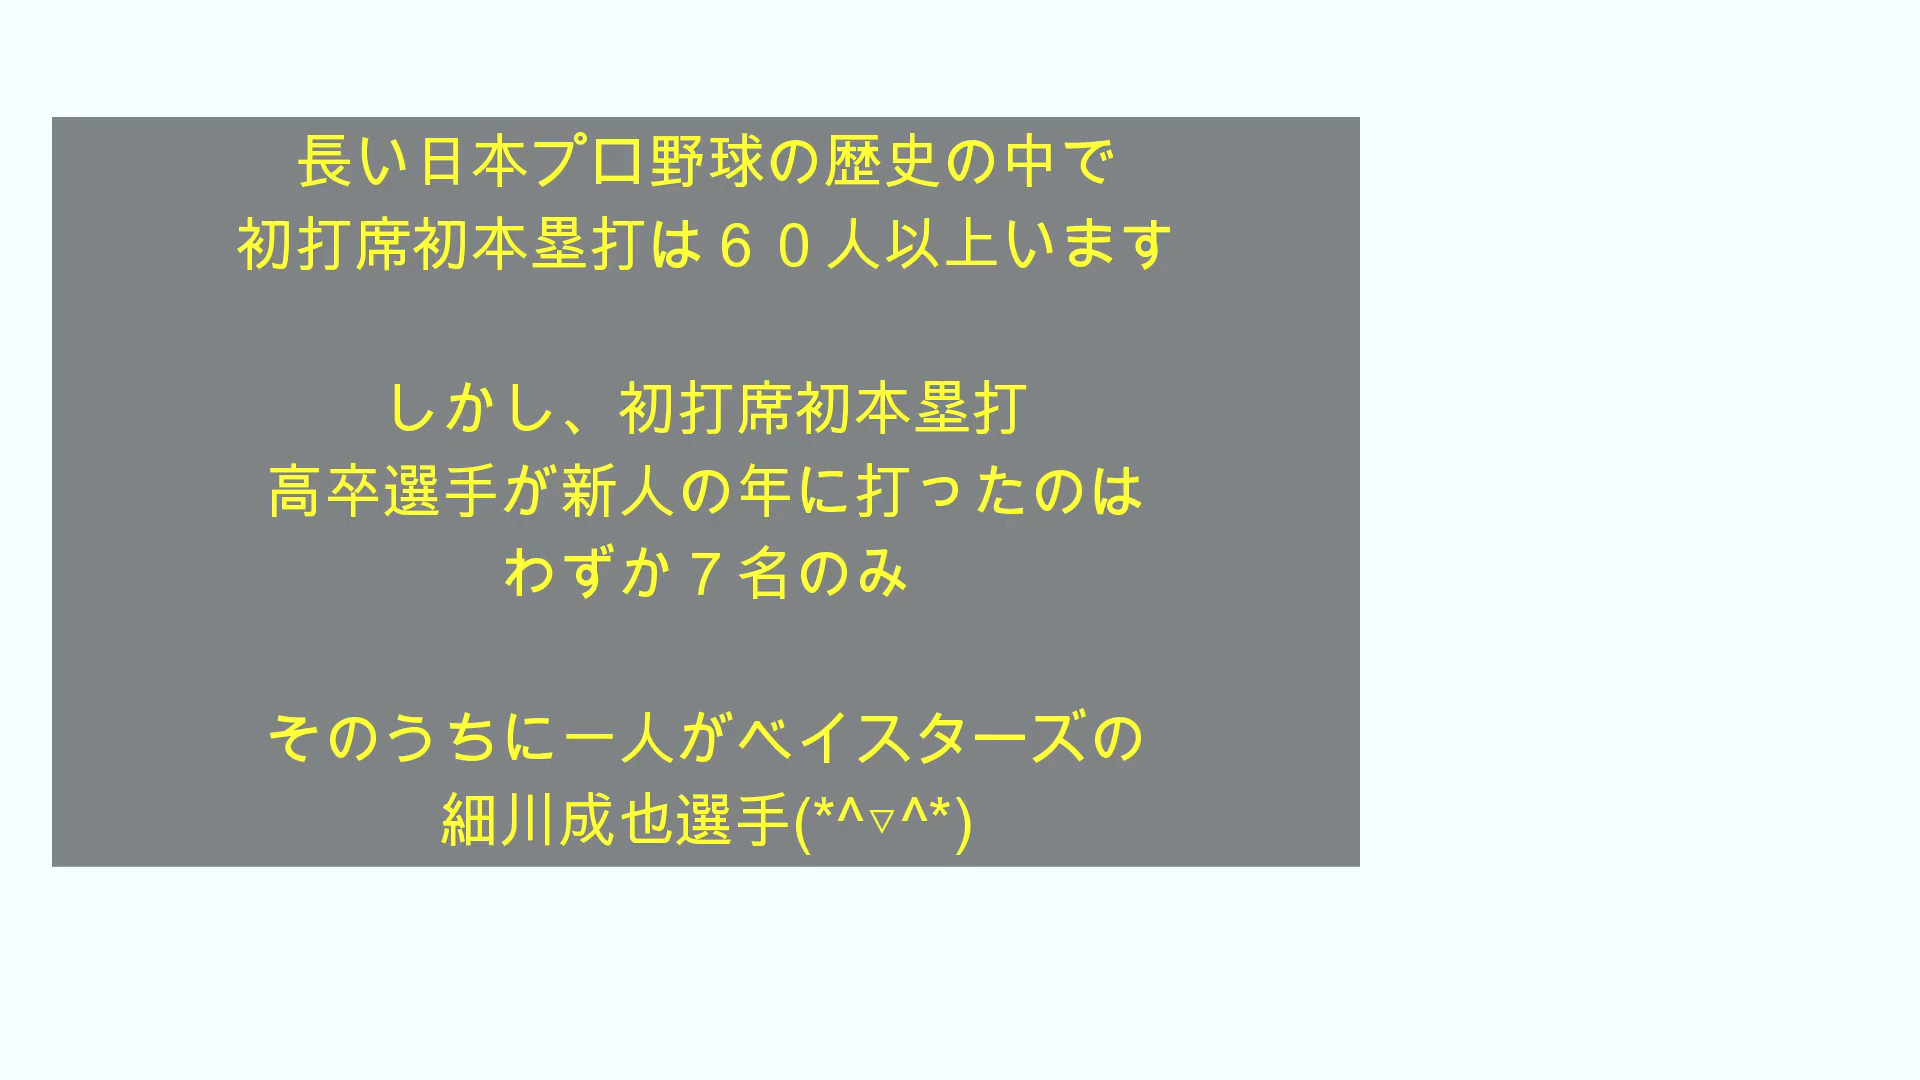 長い日本プロ野球の歴史の中で
初打席初本塁打は６０人以上います
しかし、初打席初本塁打
高卒選手が新人の年に打ったのは
わずか７名のみ
そのうちに一人がベイスターズの
細川成也選手(*^▽^*)